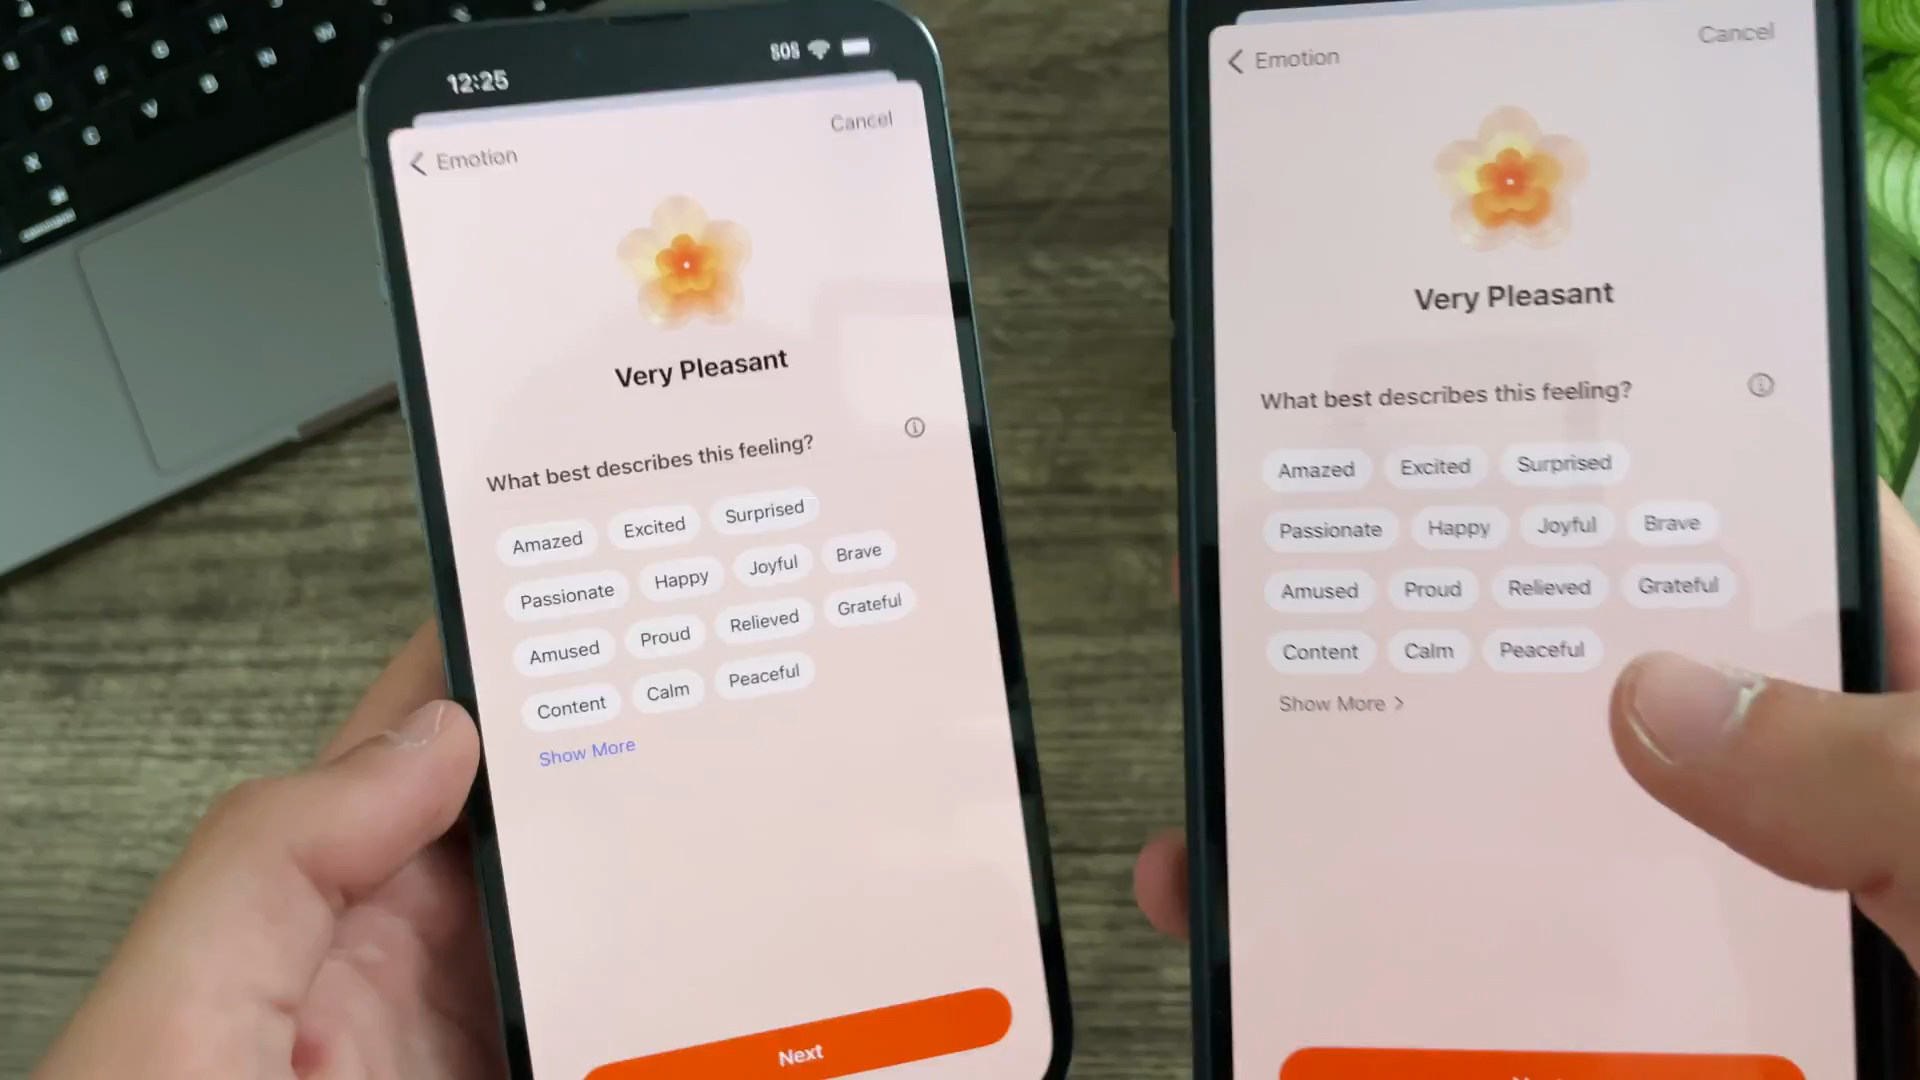 12:25 SOS
Emotion Cancel
Very Pleasant
What best describes this feeling?
Amazed Excited Surprised
Passionate Happy Joyful Brave
Amused Proud Relieved Grateful
Content Calm Peaceful
Show More
Next
Emotion Cancel
Very Pleasant
What best describes this feeling?
Amazed Excited Surprised
Passionate Happy Joyful Brave
Amused Proud Relieved Grateful
Content Calm Peaceful
Show More >